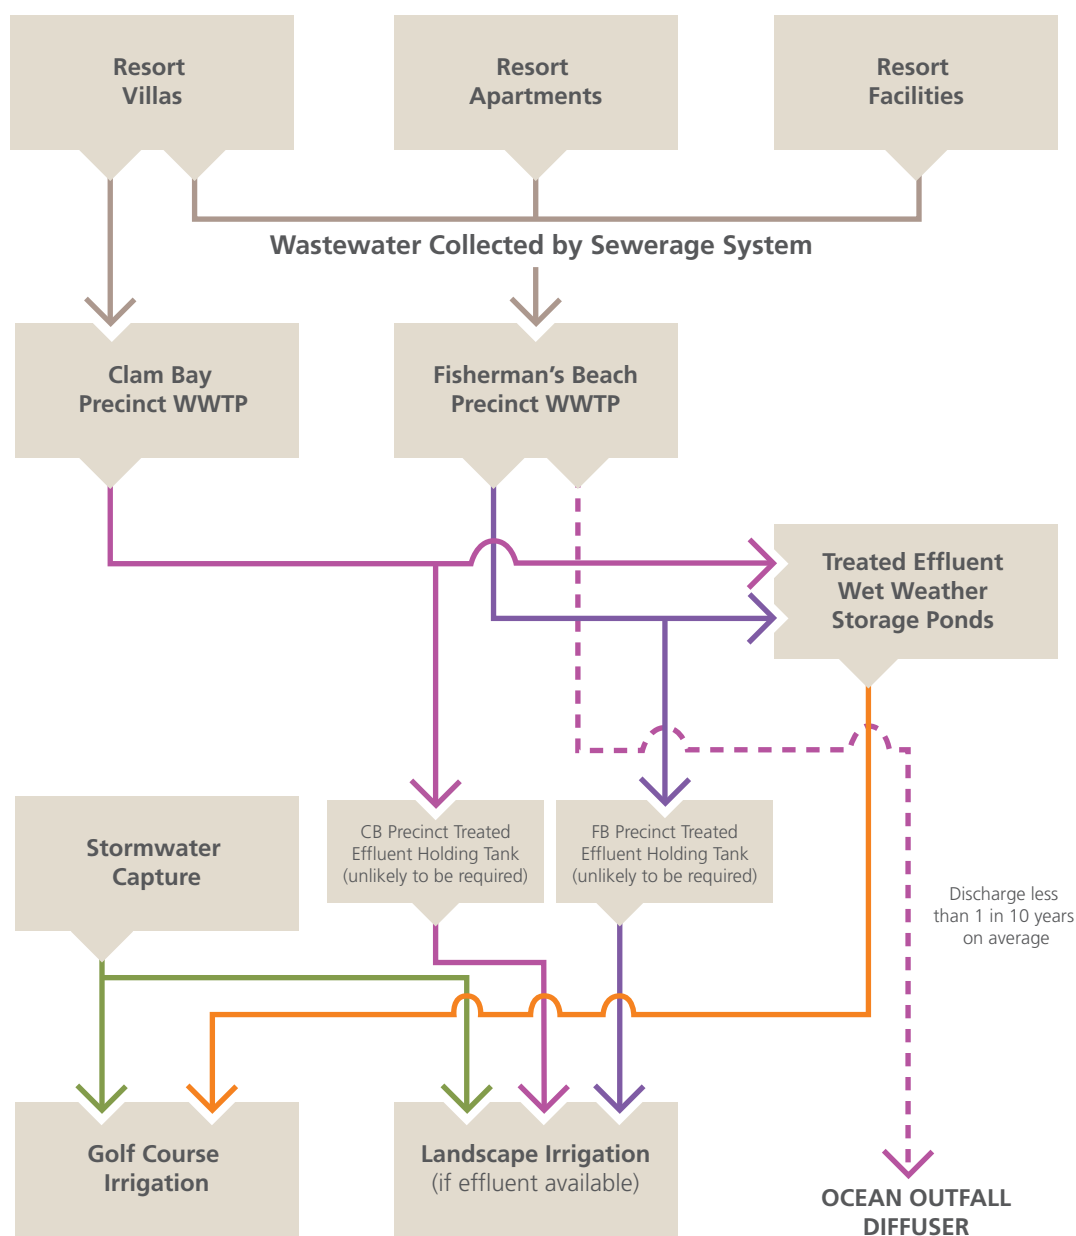 Resort
Villas
Resort
Apartments
Resort
Facilities
Wastewater Collected by Sewerage System
Clam Bay
Precinct WWTP
Fisherman’s Beach
Precinct WWTP
Treated Effluent
Wet Weather
Storage Ponds
Stormwater
Capture
CB Precinct Treated
Effluent Holding Tank
(unlikely to be required)
FB Precinct Treated
Effluent Holding Tank
(unlikely to be required)
Discharge less
than 1 in 10 years
on average
Golf Course
Irrigation
Landscape Irrigation
(if effluent available)
OCEAN OUTFALL
DIFFUSER